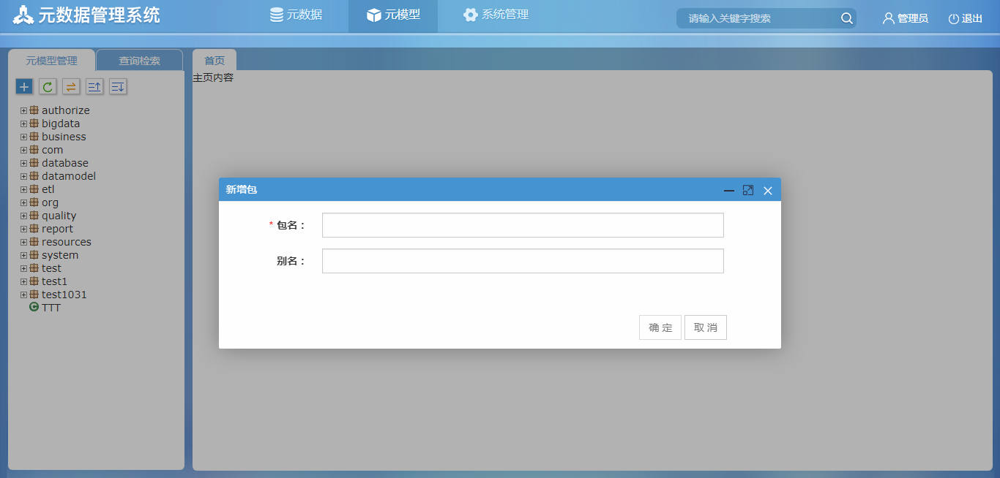 元数据管理系统
元数据
元模型
系统管理
请输入关键字搜索
管理员
退出
元模型管理
查询检索
首页
主页内容
authorize
bigdata
business
com
database
datamodel
etl
org
quality
report
resources
system
test
test1
test1031
TTT
新增包
* 包名：
别名：
确 定
取 消